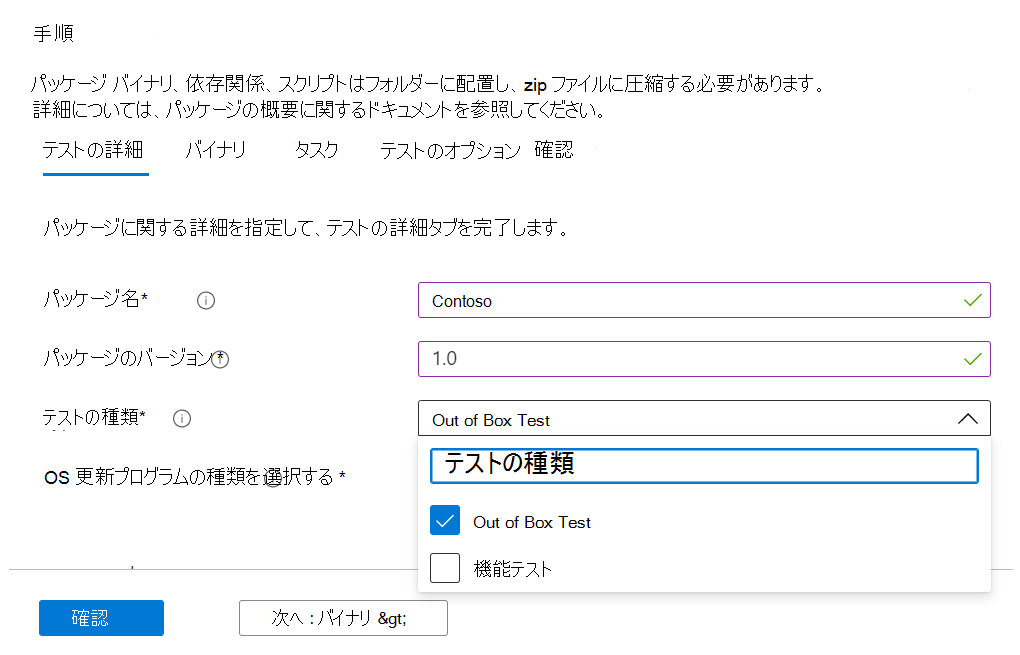 手順
パッケージ バイナリ、依存関係、スクリプトはフォルダーに配置し、zip ファイルに圧縮する必要があります。
詳細については、パッケージの概要に関するドキュメントを参照してください。
テストの詳細 バイナリ タスク テストのオプション 確認
パッケージに関する詳細を指定して、テストの詳細タブを完了します。
パッケージ名* Contoso
パッケージのバージョン* 1.0
テストの種類* Out of Box Test
テストの種類
OS 更新プログラムの種類を選択する *
Out of Box Test
機能テスト
確認 次へ : バイナリ &gt;